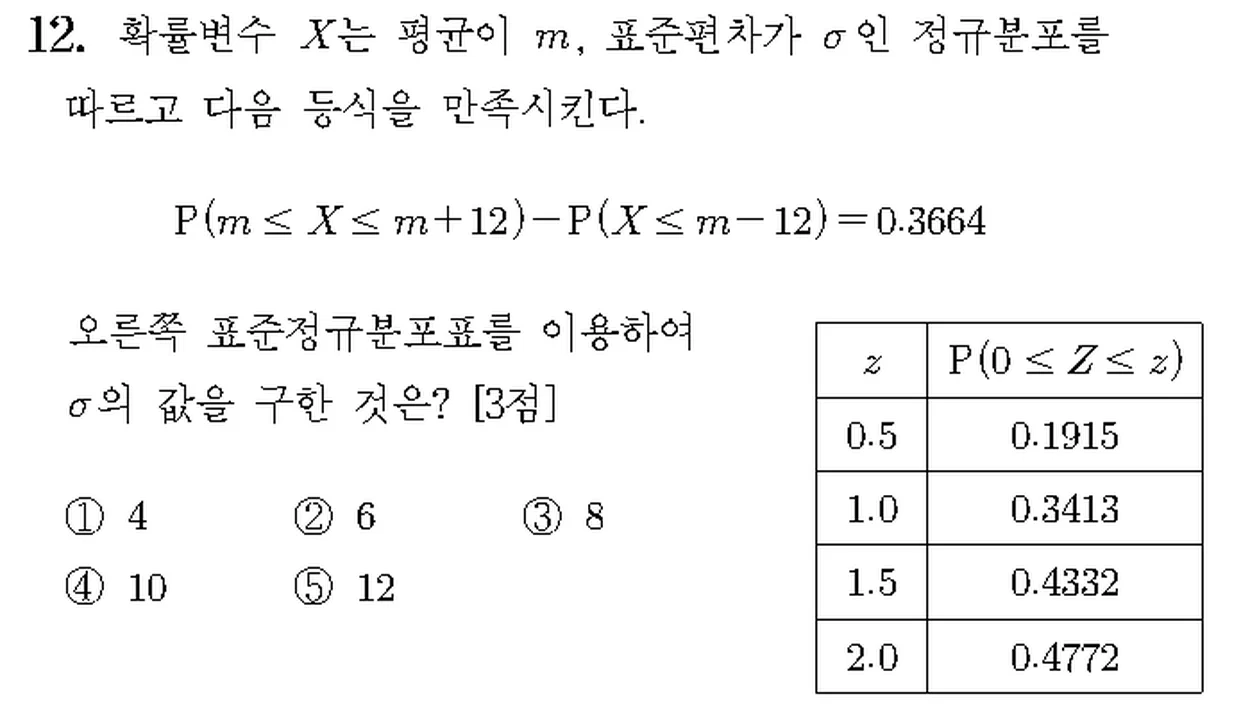 12. 확률변수 X는 평균이 m, 표준편차가 σ인 정규분포를
따르고 다음 등식을 만족시킨다.
P(m ≤ X ≤ m+12)−P(X ≤ m−12)=0.3664
오른쪽 표준정규분포표를 이용하여
σ의 값을 구한 것은? [3점]
① 4 ② 6 ③ 8
④ 10 ⑤ 12
z P(0 ≤ Z ≤ z)
0.5 0.1915
1.0 0.3413
1.5 0.4332
2.0 0.4772